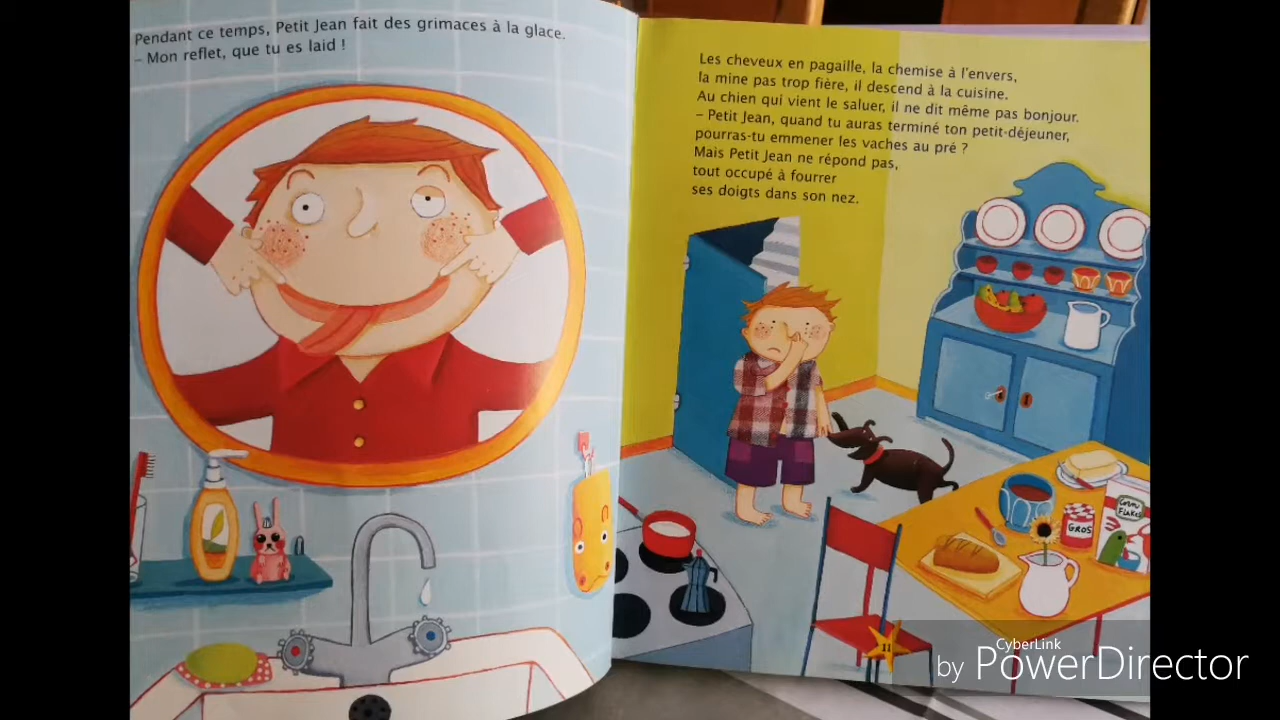 Pendant ce temps, Petit Jean fait des grimaces à la glace.
– Mon reflet, que tu es laid !
Les cheveux en pagaille, la chemise à l'envers,
la mine pas trop fière, il descend à la cuisine.
Au chien qui vient le saluer, il ne dit même pas bonjour.
– Petit Jean, quand tu auras terminé ton petit-déjeuner,
pourras-tu emmener les vaches au pré ?
Mais Petit Jean ne répond pas,
tout occupé à fourrer
ses doigts dans son nez.
Corn
FLakes
GROS
11
CyberLink
by PowerDirector